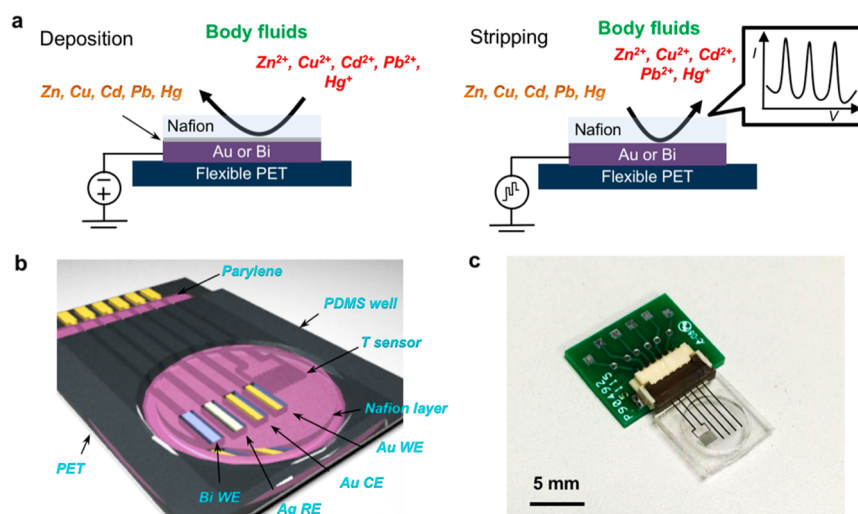 a
Deposition
Body fluids
Zn2+, Cu2+, Cd2+, Pb2+,
Hg+
Zn, Cu, Cd, Pb, Hg
Nafion
Au or Bi
Flexible PET
Stripping
Body fluids
Zn2+, Cu2+, Cd2+,
Pb2+, Hg+
Zn, Cu, Cd, Pb, Hg
I
V
Nafion
Au or Bi
Flexible PET
b
Parylene
PDMS well
T sensor
Nafion layer
Au WE
Au CE
Ag RE
Bi WE
PET
c
5 mm